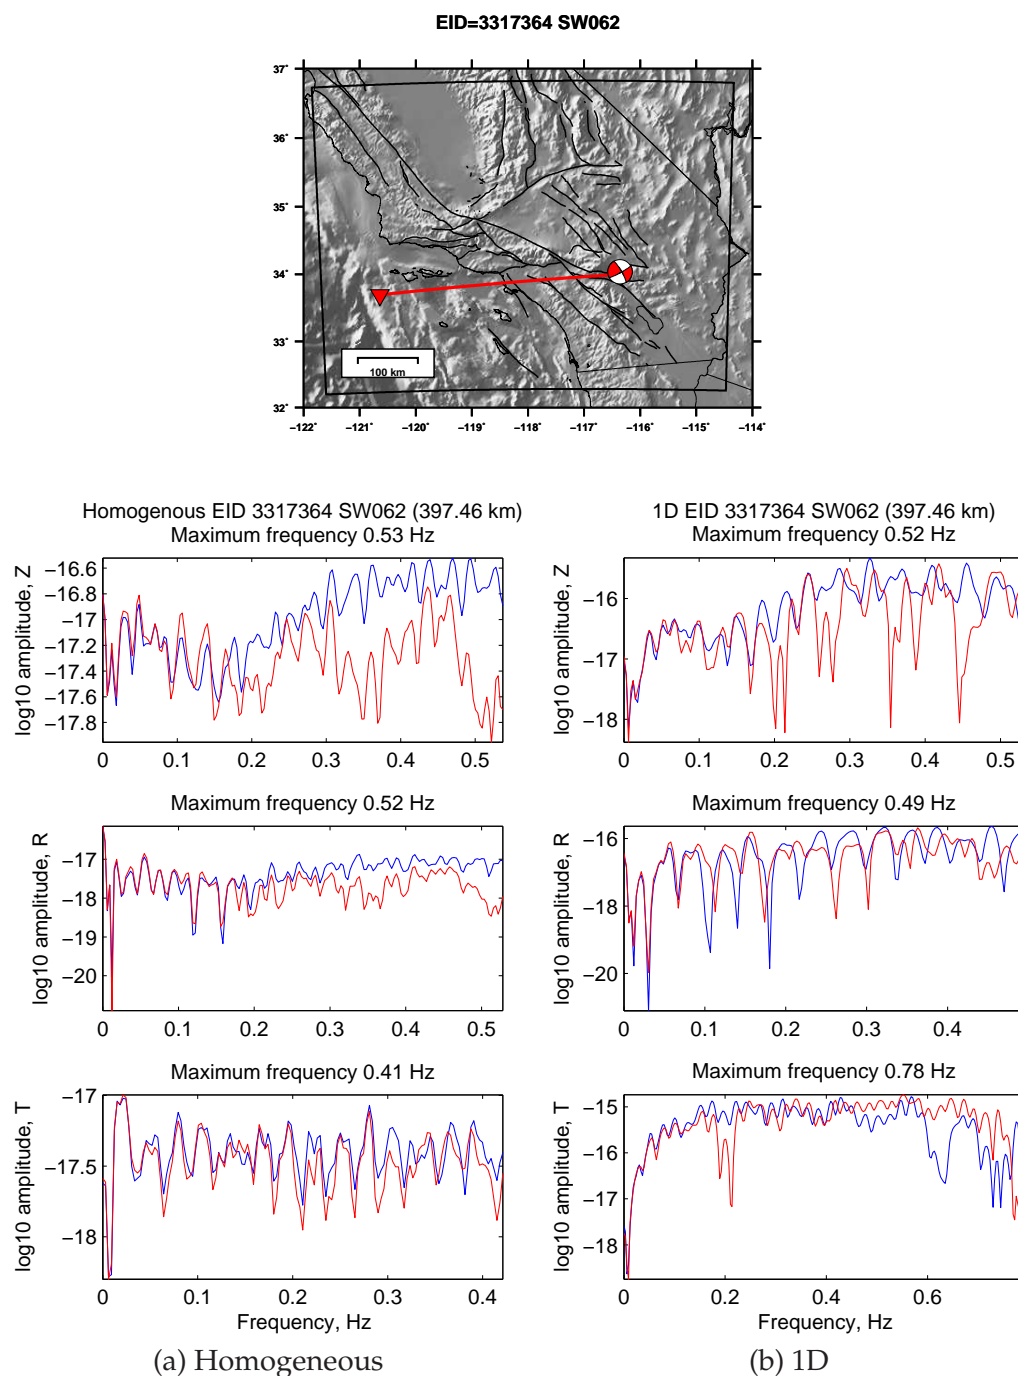 EID=3317364 SW062
37˚
36˚
35˚
34˚
33˚
32˚
100 km
−122˚ −121˚ −120˚ −119˚ −118˚ −117˚ −116˚ −115˚ −114˚
Homogenous EID 3317364 SW062 (397.46 km)
Maximum frequency 0.53 Hz
log10 amplitude, Z
−16.6
−16.8
−17
−17.2
−17.4
−17.6
−17.8
0 0.1 0.2 0.3 0.4 0.5
Maximum frequency 0.52 Hz
log10 amplitude, R
−17
−18
−19
−20
0 0.1 0.2 0.3 0.4 0.5
Maximum frequency 0.41 Hz
log10 amplitude, T
−17
−17.5
−18
0 0.1 0.2 0.3 0.4
Frequency, Hz
(a) Homogeneous
1D EID 3317364 SW062 (397.46 km)
Maximum frequency 0.52 Hz
log10 amplitude, Z
−16
−17
−18
0 0.1 0.2 0.3 0.4 0.5
Maximum frequency 0.49 Hz
log10 amplitude, R
−16
−18
−20
0 0.1 0.2 0.3 0.4
Maximum frequency 0.78 Hz
log10 amplitude, T
−15
−16
−17
−18
0 0.2 0.4 0.6
Frequency, Hz
(b) 1D